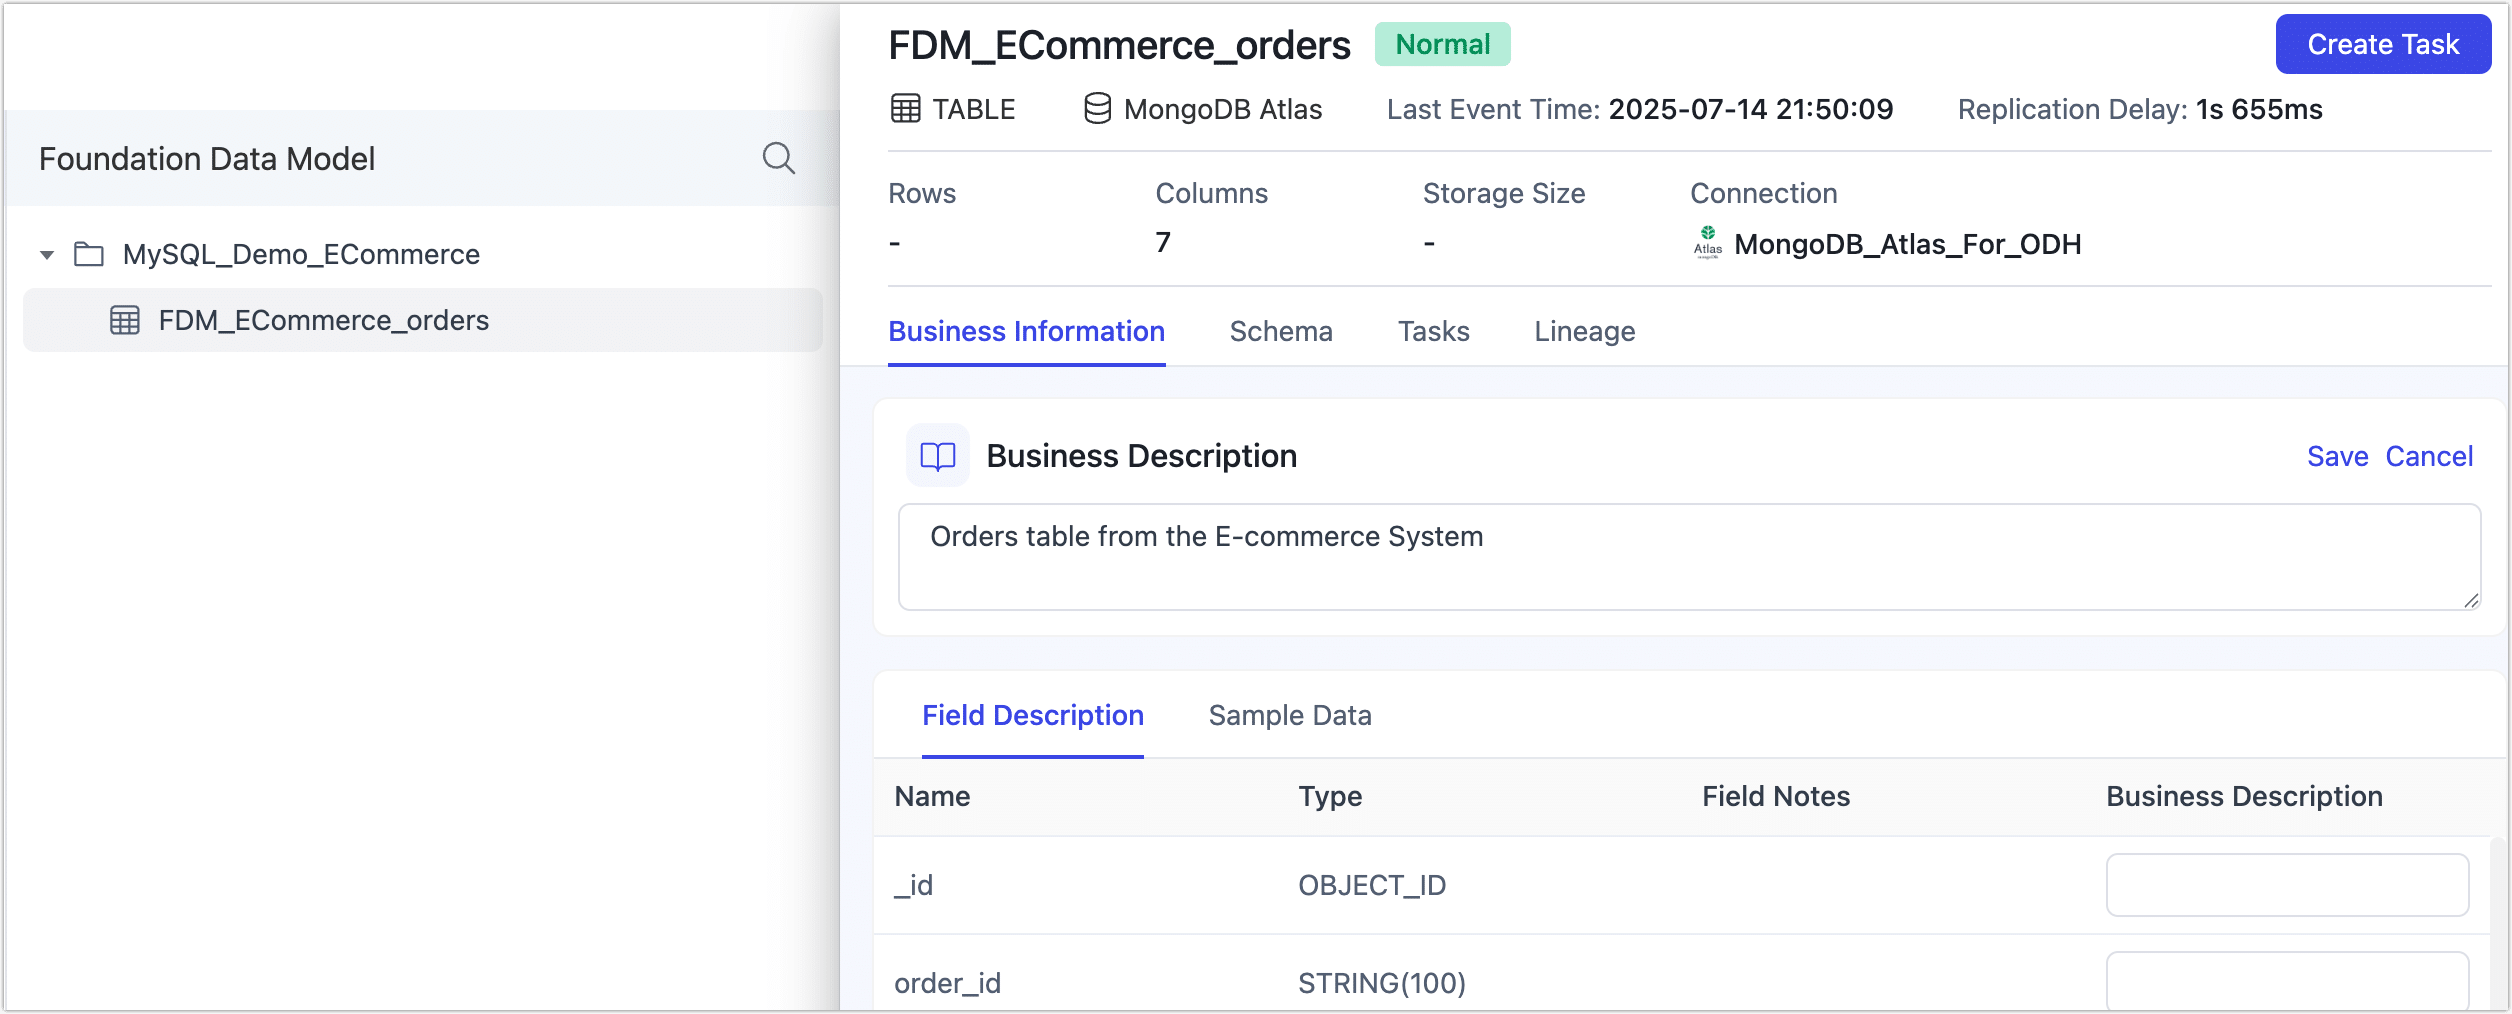 FDM_ECommerce_orders Normal Create Task
TABLE MongoDB Atlas Last Event Time: 2025-07-14 21:50:09 Replication Delay: 1s 655ms
Foundation Data Model
Rows Columns Storage Size Connection
- 7 - Atlas MongoDB_Atlas_For_ODH
MySQL_Demo_ECommerce
FDM_ECommerce_orders
Business Information Schema Tasks Lineage
Business Description Save Cancel
Orders table from the E-commerce System
Field Description Sample Data
Name Type Field Notes Business Description
_id OBJECT_ID
order_id STRING(100)